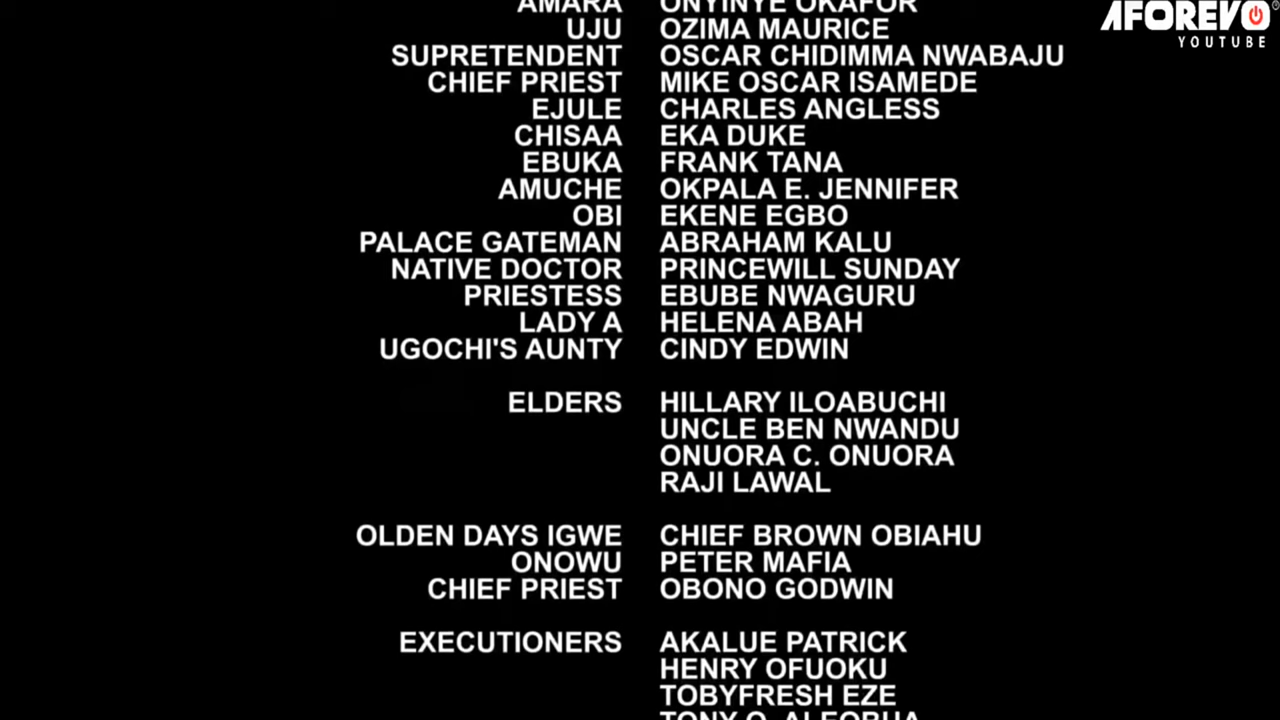 AFOREVO
YOUTUBE
AMARA ONYINYE OKAFOR
UJU OZIMA MAURICE
SUPRETENDENT OSCAR CHIDIMMA NWABAJU
CHIEF PRIEST MIKE OSCAR ISAMEDE
EJULE CHARLES ANGLESS
CHISAA EKA DUKE
EBUKA FRANK TANA
AMUCHE OKPALA E. JENNIFER
OBI EKENE EGBO
PALACE GATEMAN ABRAHAM KALU
NATIVE DOCTOR PRINCEWILL SUNDAY
PRIESTESS EBUBE NWAGURU
LADY A HELENA ABAH
UGOCHI'S AUNTY CINDY EDWIN
ELDERS HILLARY ILOABUCHI
UNCLE BEN NWANDU
ONUORA C. ONUORA
RAJI LAWAL
OLDEN DAYS IGWE CHIEF BROWN OBIAHU
ONOWU PETER MAFIA
CHIEF PRIEST OBONO GODWIN
EXECUTIONERS AKALUE PATRICK
HENRY OFUOKU
TOBYFRESH EZE
TONY O.